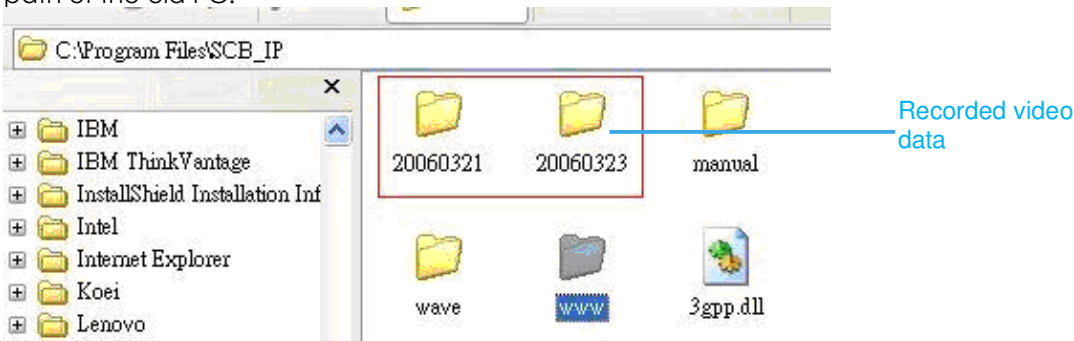 path of the old PC.
C:\Program Files\SCB_IP
IBM
IBM ThinkVantage
InstallShield Installation Inf
Intel
Internet Explorer
Koei
Lenovo
20060321
20060323
manual
wave
www
3gpp.dll
Recorded video
data